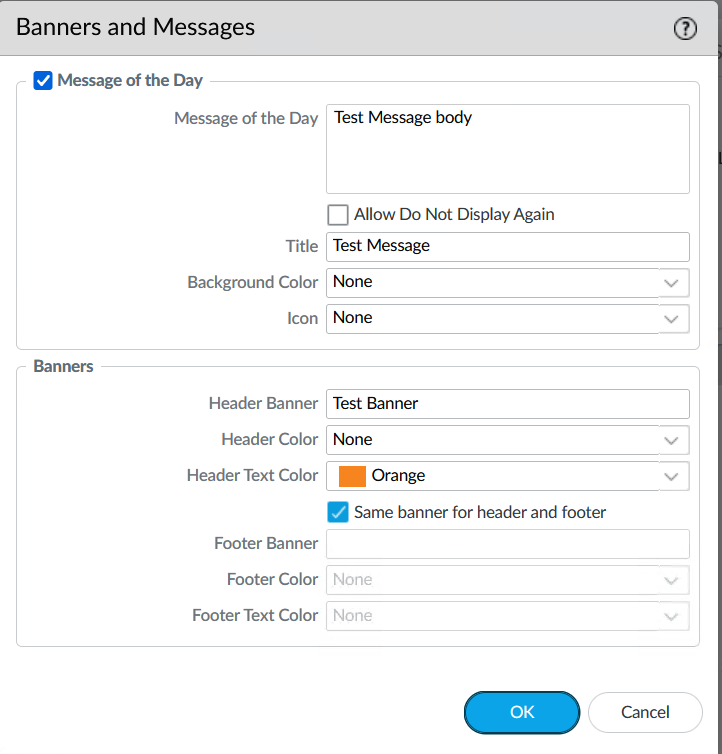 Banners and Messages ?
Message of the Day
Message of the Day Test Message body
Allow Do Not Display Again
Title Test Message
Background Color None
Icon None
Banners
Header Banner Test Banner
Header Color None
Header Text Color Orange
Same banner for header and footer
Footer Banner
Footer Color None
Footer Text Color None
OK Cancel